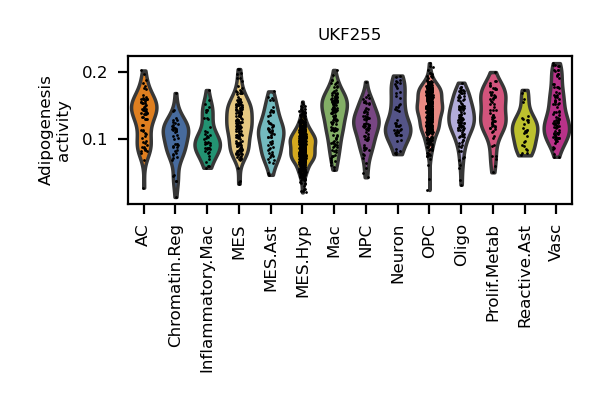 UKF255
Adipogenesis
activity
0.2
0.1
AC
Chromatin.Reg
Inflammatory.Mac
MES
MES.Ast
MES.Hyp
Mac
NPC
Neuron
OPC
Oligo
Prolif.Metab
Reactive.Ast
Vasc